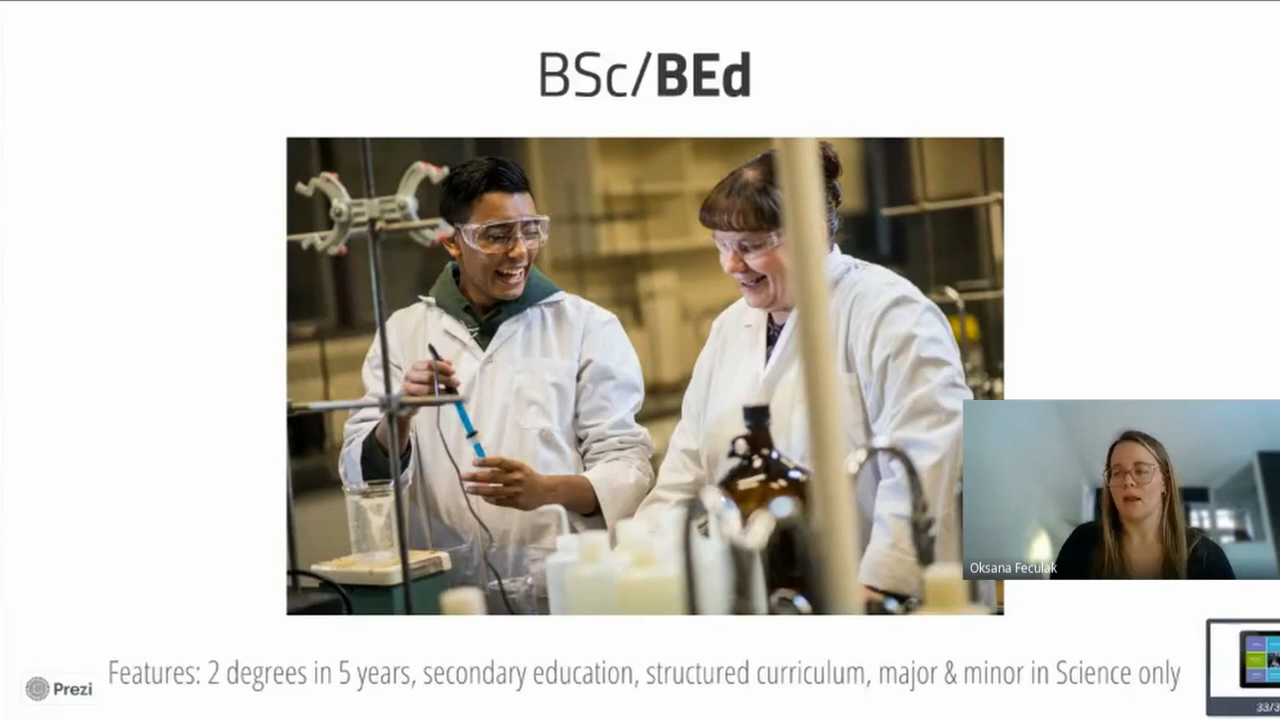 BSc/BEd
Oksana Feculak
Features: 2 degrees in 5 years, secondary education, structured curriculum, major & minor in Science only
Prezi